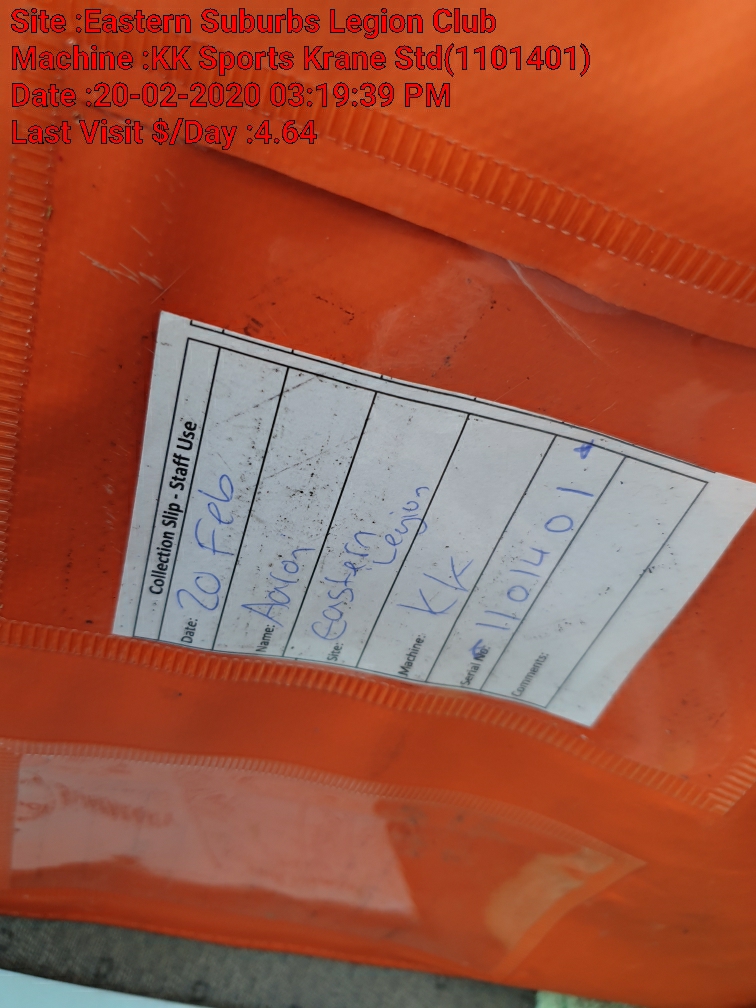 Site :Eastern Suburbs Legion Club
Machine :KK Sports Krane Std(1101401)
Date :20-02-2020 03:19:39 PM
Last Visit $/Day :4.64
Collection Slip - Staff Use
Date: 20 Feb
Name: Aaron
Site: Eastern
Legion
Machine: KK
Serial No: 1101401
Comments: